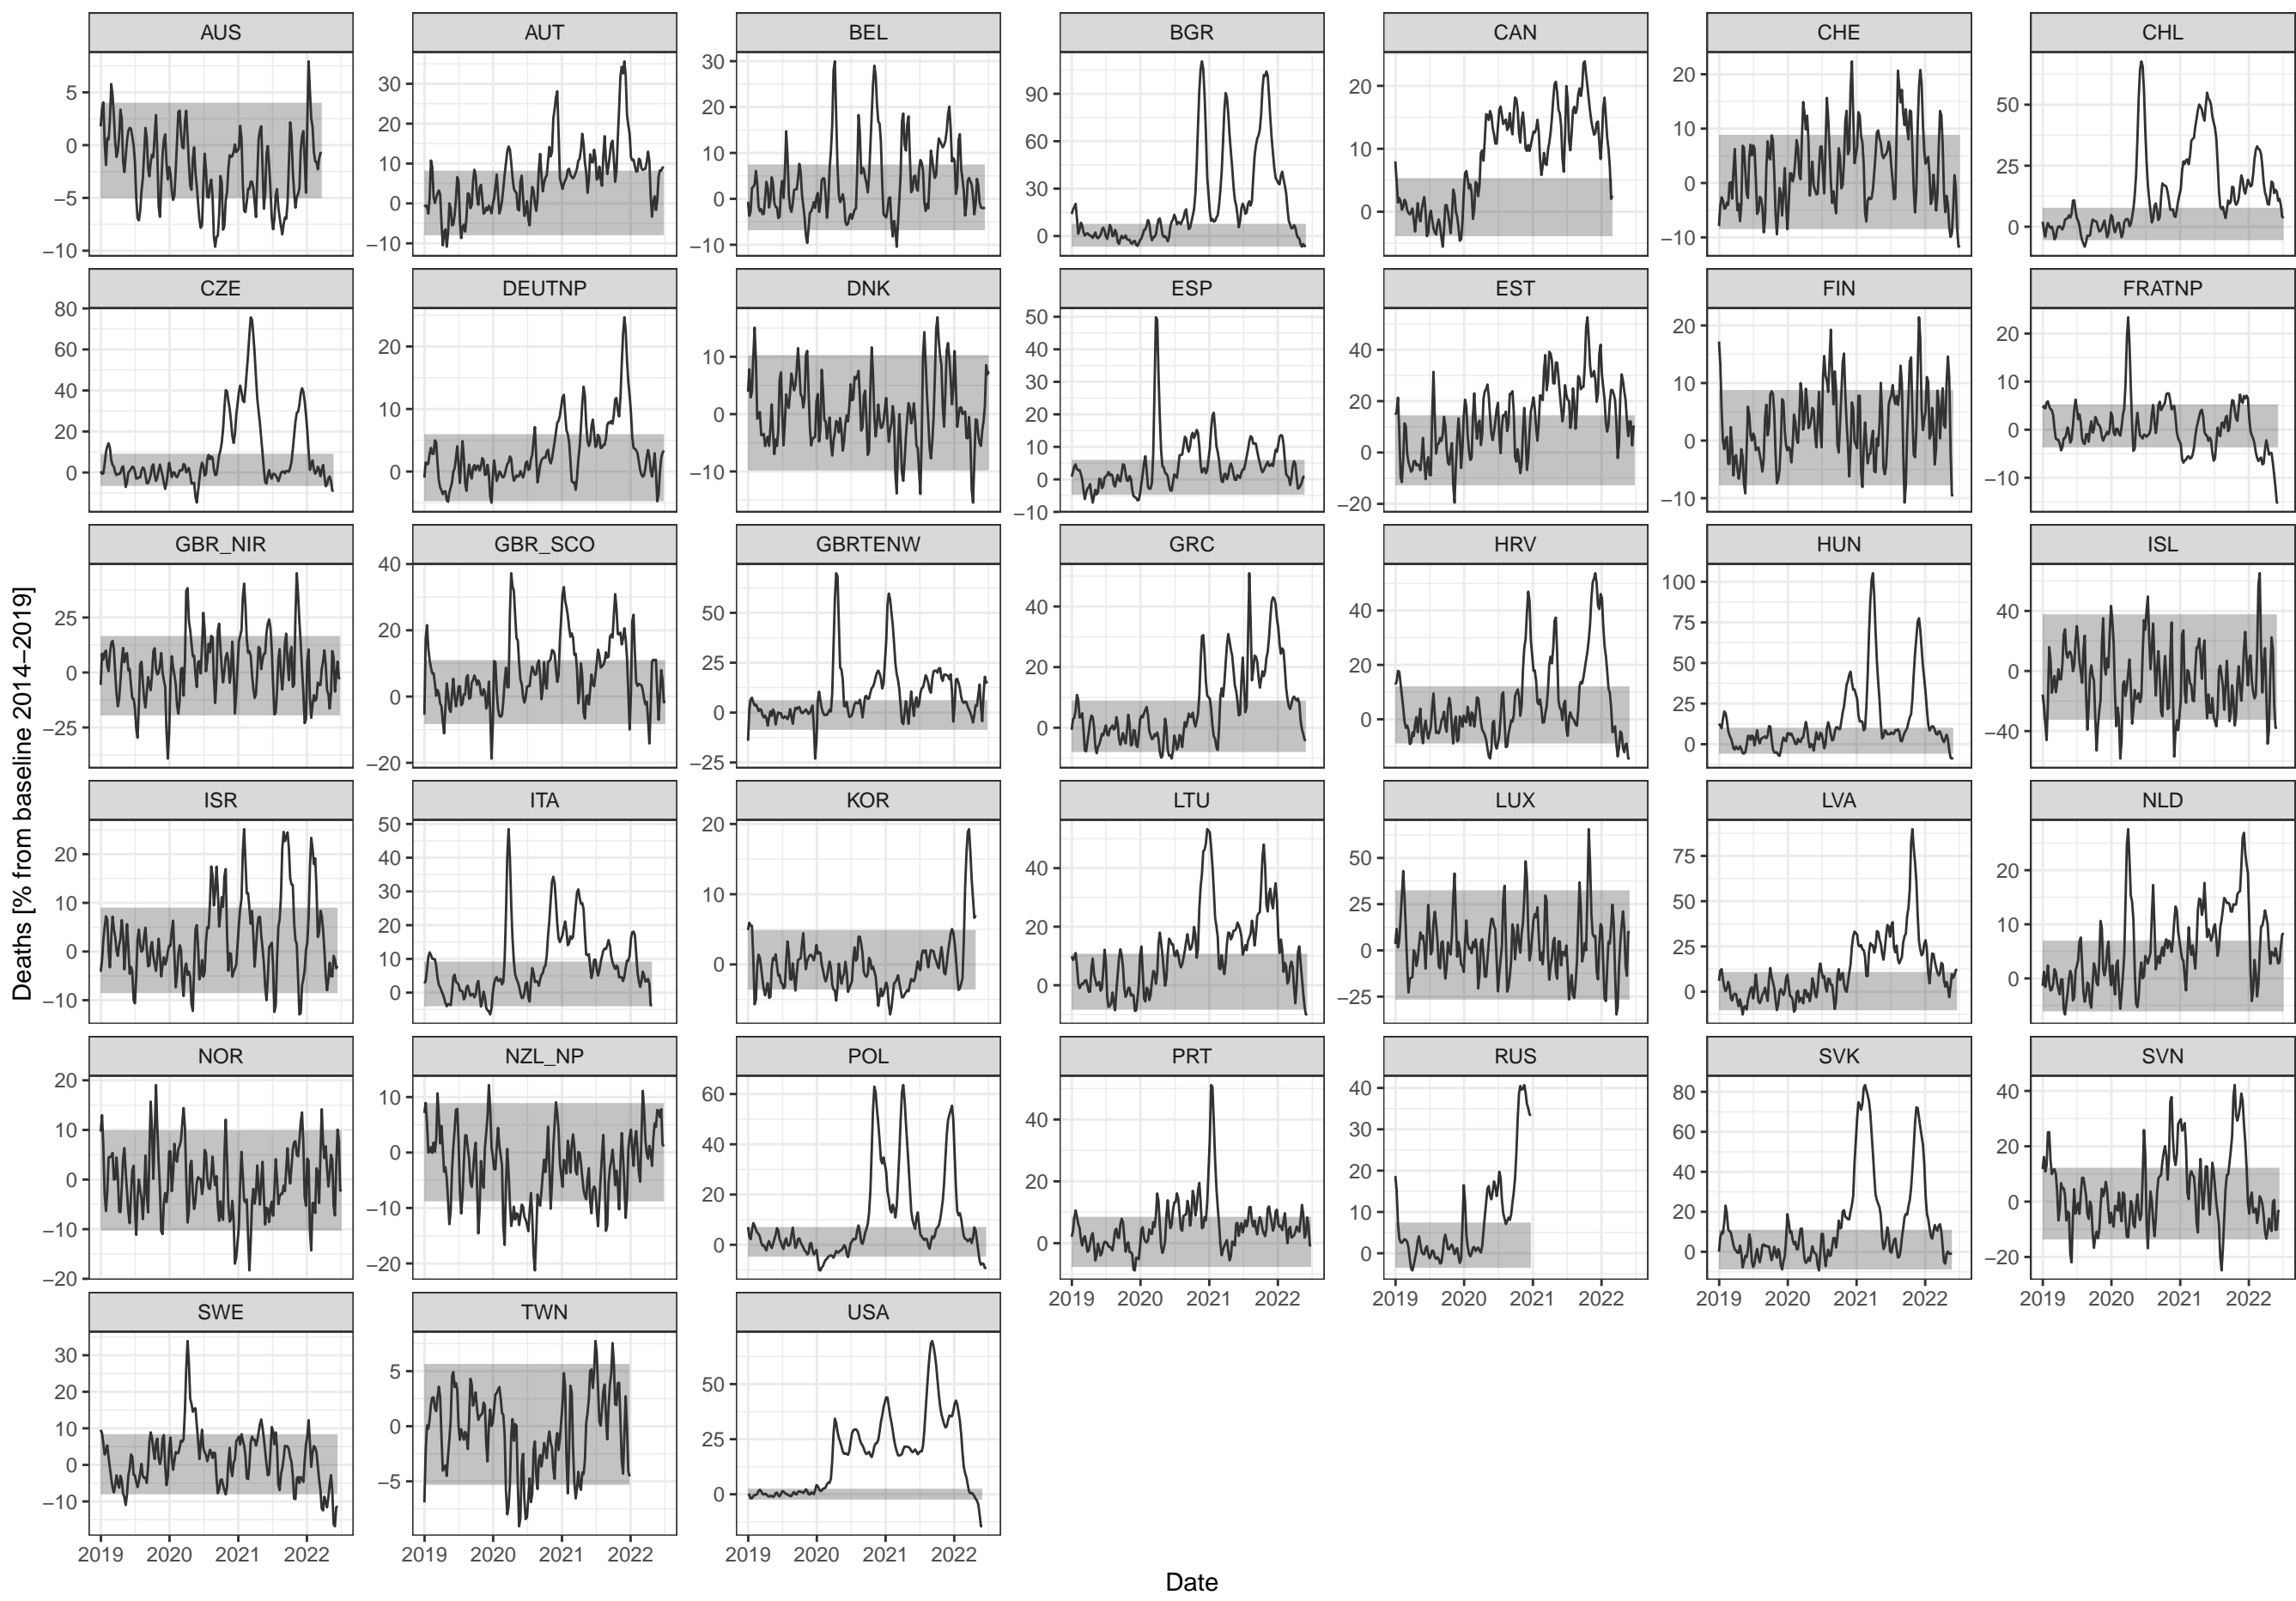 Deaths [% from baseline 2014–2019]
AUS AUT BEL BGR CAN CHE CHL
5 0 −5 −10
30 20 10 0 −10
30 20 10 0 −10
90 60 30 0
20 10 0
20 10 0 −10
50 25 0
CZE DEUTNP DNK ESP EST FIN FRATNP
80 60 40 20 0
20 10 0
10 0 −10
50 40 30 20 10 0 −10
40 20 0 −20
20 10 0 −10
20 10 0 −10
GBR_NIR GBR_SCO GBRTENW GRC HRV HUN ISL
25 0 −25
40 20 0 −20
50 25 0 −25
40 20 0
40 20 0
100 75 50 25 0
40 0 −40
ISR ITA KOR LTU LUX LVA NLD
20 10 0 −10
50 40 30 20 10 0
20 10 0
40 20 0
50 25 0 −25
75 50 25 0
20 10 0
NOR NZL_NP POL PRT RUS SVK SVN
20 10 0 −10 −20
10 0 −10 −20
60 40 20 0
40 20 0
40 30 20 10 0
80 60 40 20 0
40 20 0 −20
2019 2020 2021 2022
2019 2020 2021 2022
2019 2020 2021 2022
2019 2020 2021 2022
SWE TWN USA
30 20 10 0 −10
5 0 −5
50 25 0
2019 2020 2021 2022
2019 2020 2021 2022
2019 2020 2021 2022
Date